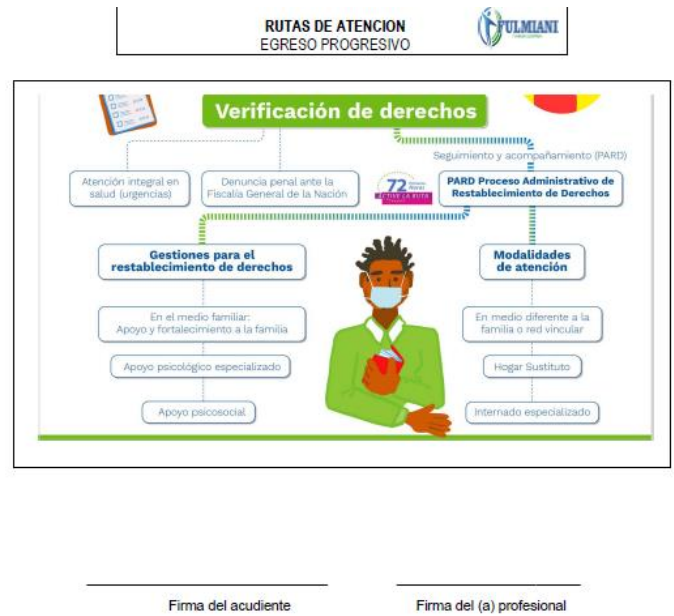 RUTAS DE ATENCION
EGRESO PROGRESIVO
FULMIANI
Verificación de derechos
Seguimiento y acompañamiento (PARD)
Atención integral en
salud (urgencias)
Denuncia penal ante la
Fiscalía General de la Nación
72
ACTIVE LA RUTA
PARD Proceso Administrativo de
Restablecimiento de Derechos
Gestiones para el
restablecimiento de derechos
Modalidades
de atención
En el medio familiar:
Apoyo y fortalecimiento a la familia
En medio diferente a la
familia o red vincular
Apoyo psicológico especializado
Hogar Sustituto
Apoyo psicosocial
Internado especializado
Firma del acudiente
Firma del (a) profesional